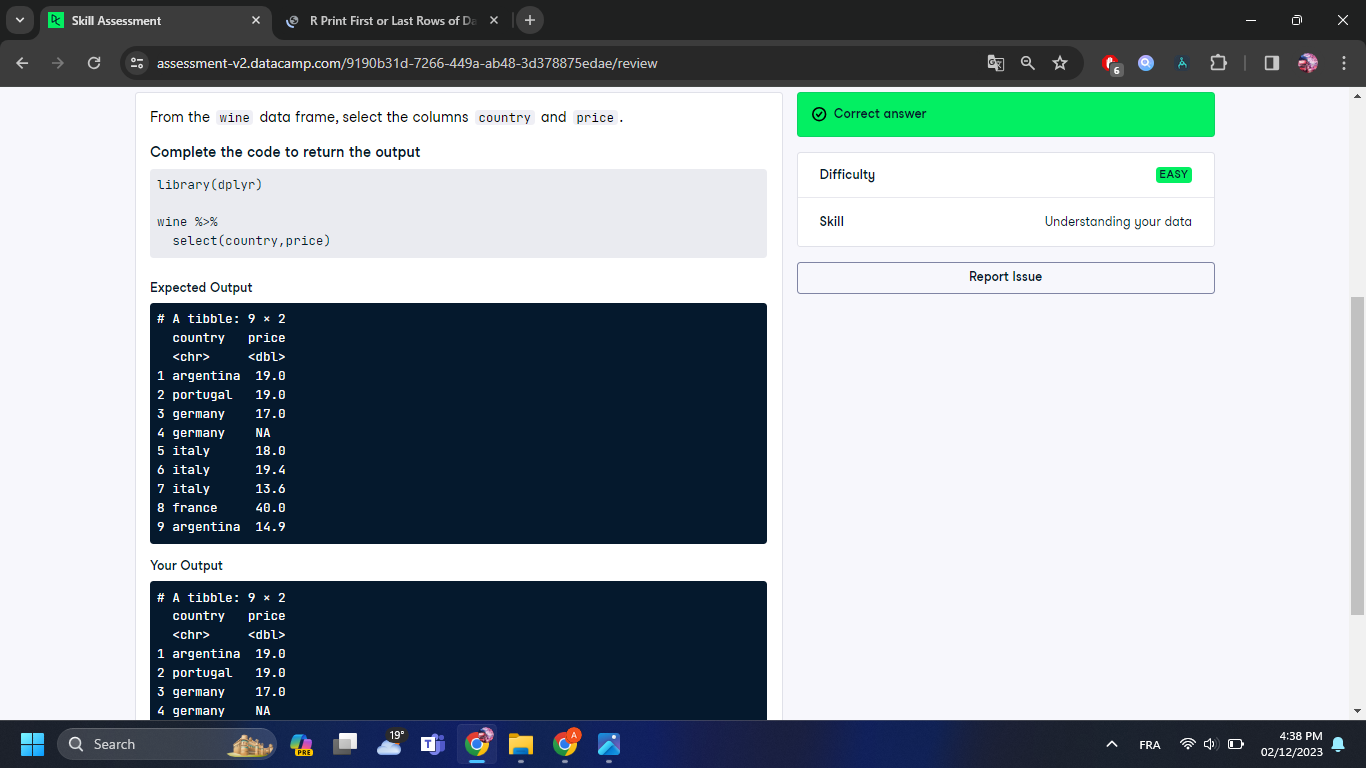 Skill Assessment
R Print First or Last Rows of Da
assessment-v2.datacamp.com/9190b31d-7266-449a-ab48-3d378875edae/review
6
From the wine data frame, select the columns country and price.
Complete the code to return the output
library(dplyr)
wine %>%
select(country,price)
Expected Output
# A tibble: 9 × 2
country price
<chr> <dbl>
1 argentina 19.0
2 portugal 19.0
3 germany 17.0
4 germany NA
5 italy 18.0
6 italy 19.4
7 italy 13.6
8 france 40.0
9 argentina 14.9
Your Output
# A tibble: 9 × 2
country price
<chr> <dbl>
1 argentina 19.0
2 portugal 19.0
3 germany 17.0
4 germany NA
Correct answer
Difficulty EASY
Skill Understanding your data
Report Issue
Search
PRE
19°
A
FRA
4:38 PM
02/12/2023